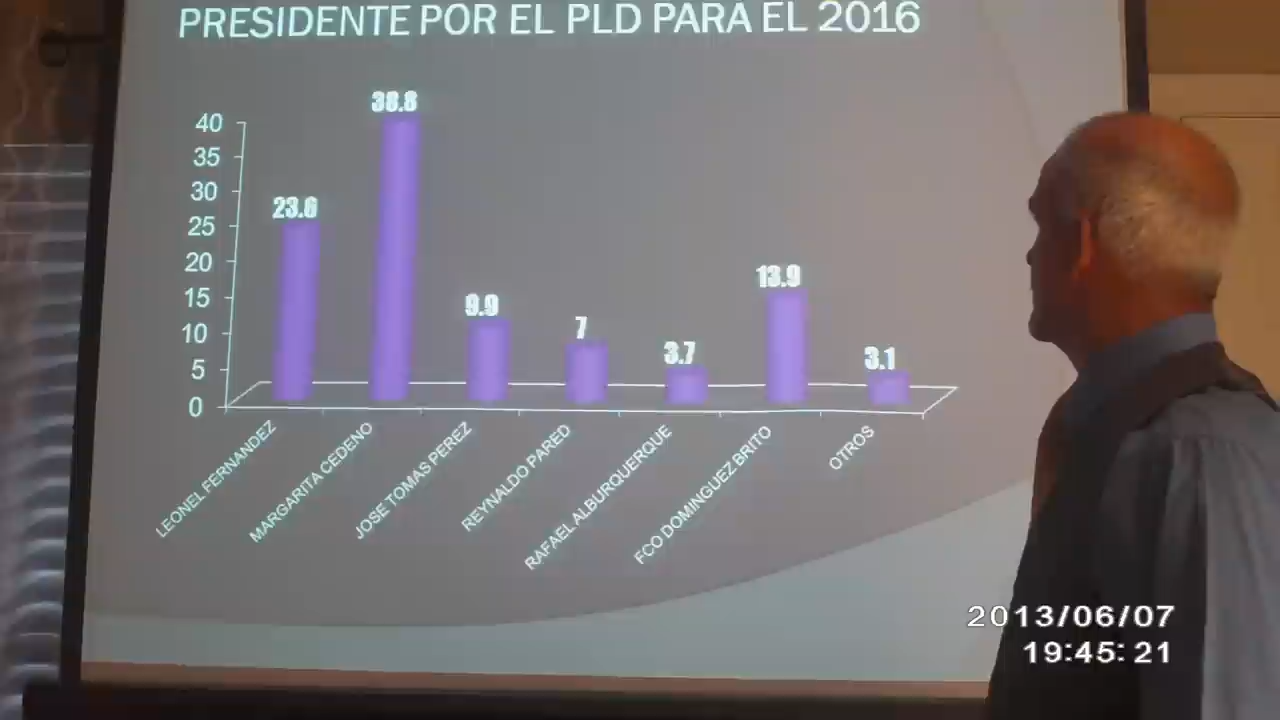 PRESIDENTE POR EL PLD PARA EL 2016
40
35
30
25
20
15
10
5
0
23.6
38.8
9.9
7
3.7
13.9
3.1
LEONEL FERNANDEZ
MARGARITA CEDENO
JOSE TOMAS PEREZ
REYNALDO PARED
RAFAEL ALBURQUERQUE
FCO DOMINGUEZ BRITO
OTROS
2013/06/07
19:45:21